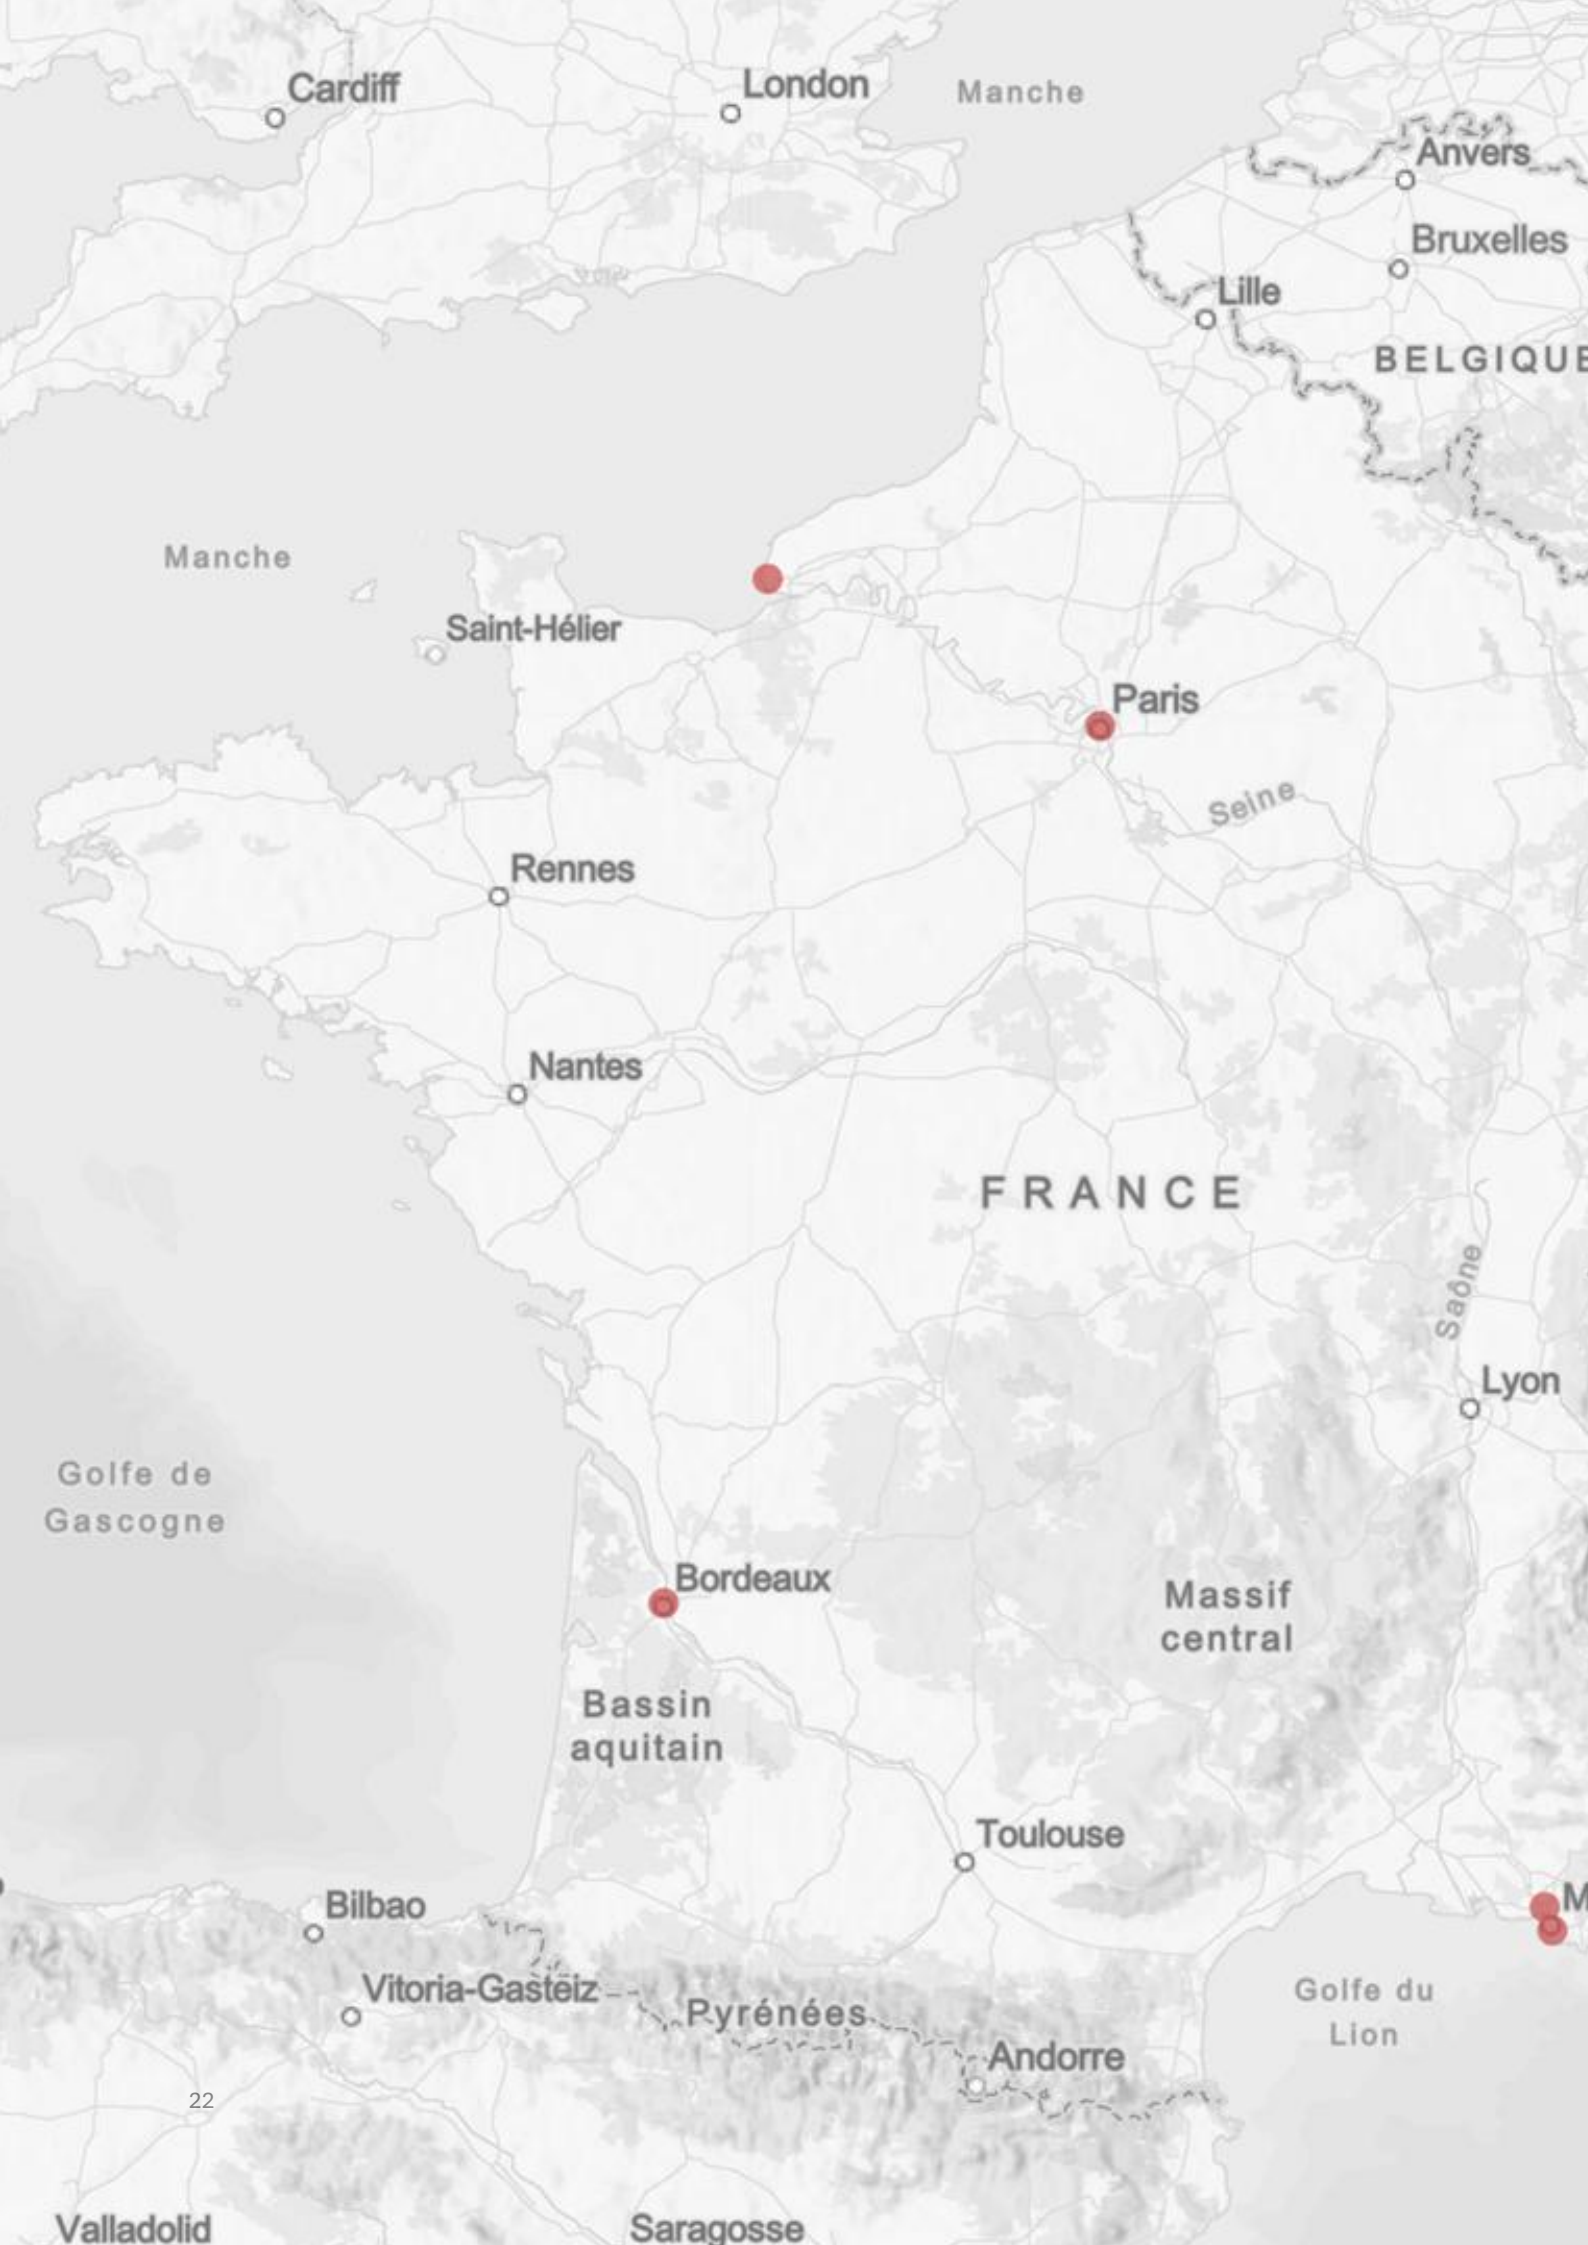 Cardiff
London
Manche
Anvers
Bruxelles
Lille
BELGIQUE
Manche
Saint-Hélier
Paris
Seine
Rennes
Nantes
FRANCE
Saône
Lyon
Golfe de
Gascogne
Bordeaux
Massif
central
Bassin
aquitain
Toulouse
M
Bilbao
Vitoria-Gasteiz
Golfe du
Lion
Pyrénées
Andorre
22
Valladolid
Saragosse